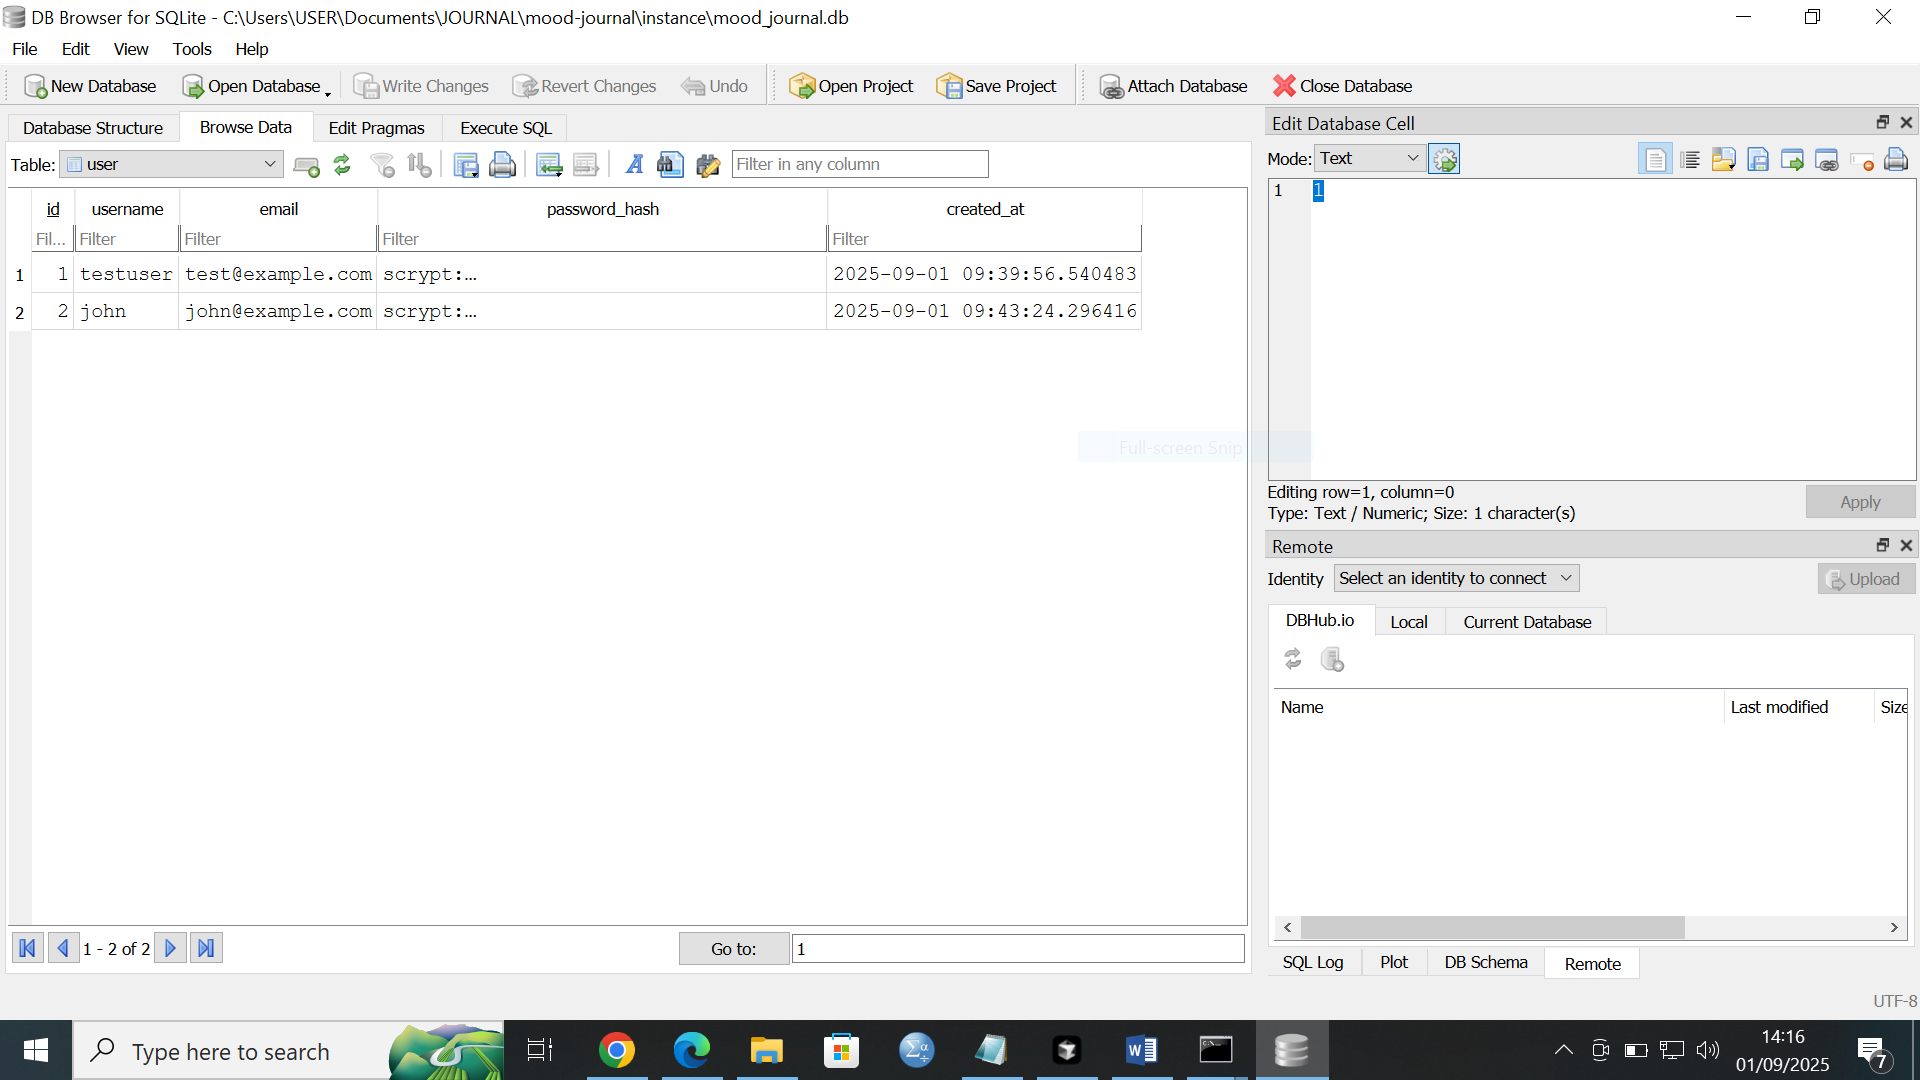 DB Browser for SQLite - C:\Users\USER\Documents\JOURNAL\mood-journal\instance\mood_journal.db
File Edit View Tools Help
New Database Open Database Write Changes Revert Changes Undo Open Project Save Project Attach Database Close Database
Database Structure Browse Data Edit Pragmas Execute SQL
Table: user Filter in any column
id username email password_hash created_at
Fil... Filter Filter Filter Filter
1 1 testuser test@example.com scrypt:… 2025-09-01 09:39:56.540483
2 2 john john@example.com scrypt:… 2025-09-01 09:43:24.296416
Full-screen Snip
1 - 2 of 2 Go to: 1
Edit Database Cell
Mode: Text
1 1
Editing row=1, column=0
Type: Text / Numeric; Size: 1 character(s)
Apply
Remote
Identity Select an identity to connect Upload
DBHub.io Local Current Database
Name Last modified Size
SQL Log Plot DB Schema Remote
UTF-8
Type here to search
14:16
01/09/2025
7